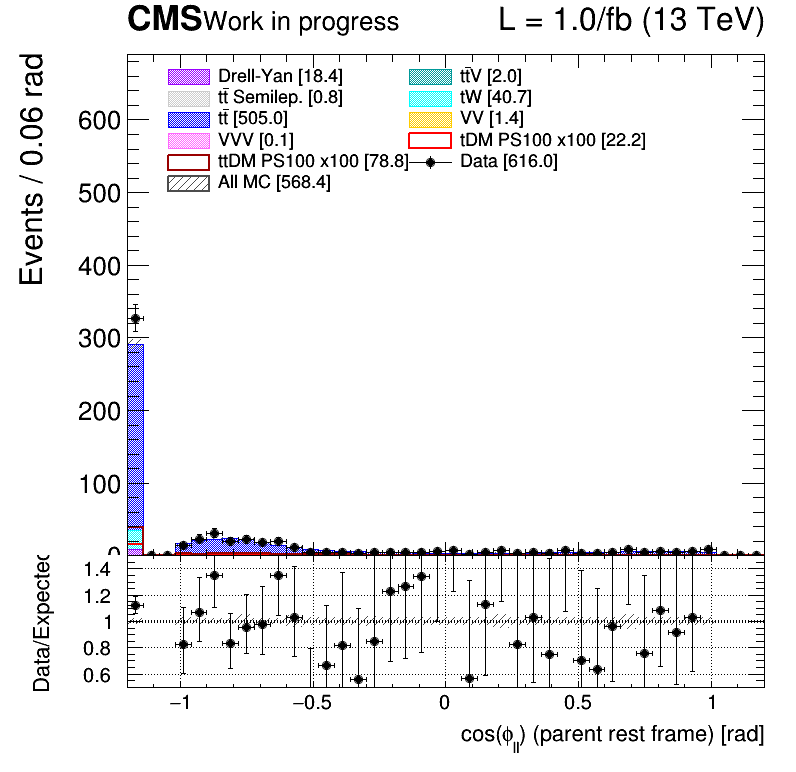 CMS Work in progress L = 1.0/fb (13 TeV)
Drell-Yan [18.4] tt̄V [2.0]
tt̄ Semilep. [0.8] tW [40.7]
tt̄ [505.0] VV [1.4]
VVV [0.1] tDM PS100 x100 [22.2]
ttDM PS100 x100 [78.8] Data [616.0]
All MC [568.4]
Events / 0.06 rad
600
500
400
300
200
100
0
Data/Expected
1.4
1.2
1
0.8
0.6
−1 −0.5 0 0.5 1
cos(ϕ_ll) (parent rest frame) [rad]